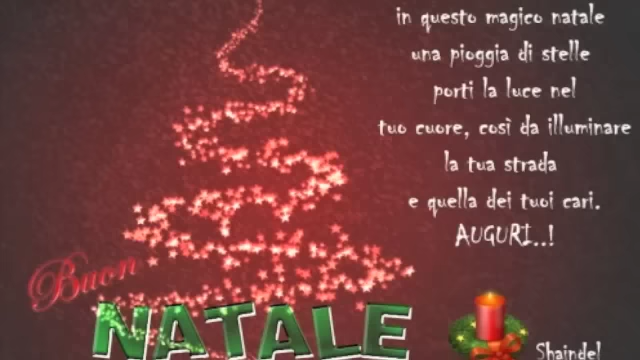 in questo magico natale
una pioggia di stelle
porti la luce nel
tuo cuore, così da illuminare
la tua strada
e quella dei tuoi cari.
AUGURI..!
Buon
NATALE
Shaindel